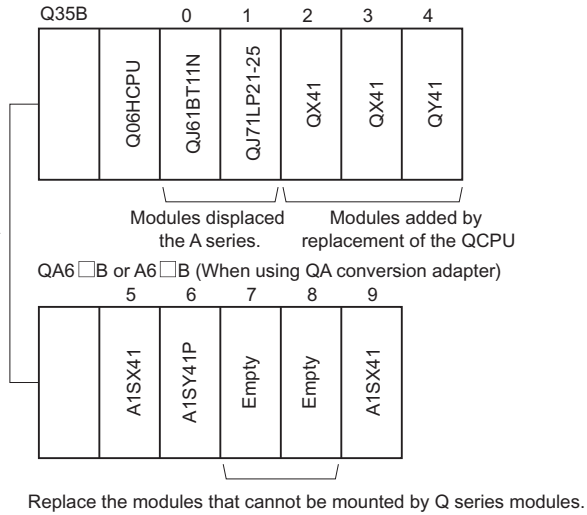 Q35B
0 1 2 3 4
Q06HCPU
QJ61BT11N
QJ71LP21-25
QX41
QX41
QY41
Modules displaced
the A series.
Modules added by
replacement of the QCPU
QA6□B or A6□B (When using QA conversion adapter)
5 6 7 8 9
A1SX41
A1SY41P
Empty
Empty
A1SX41
Replace the modules that cannot be mounted by Q series modules.